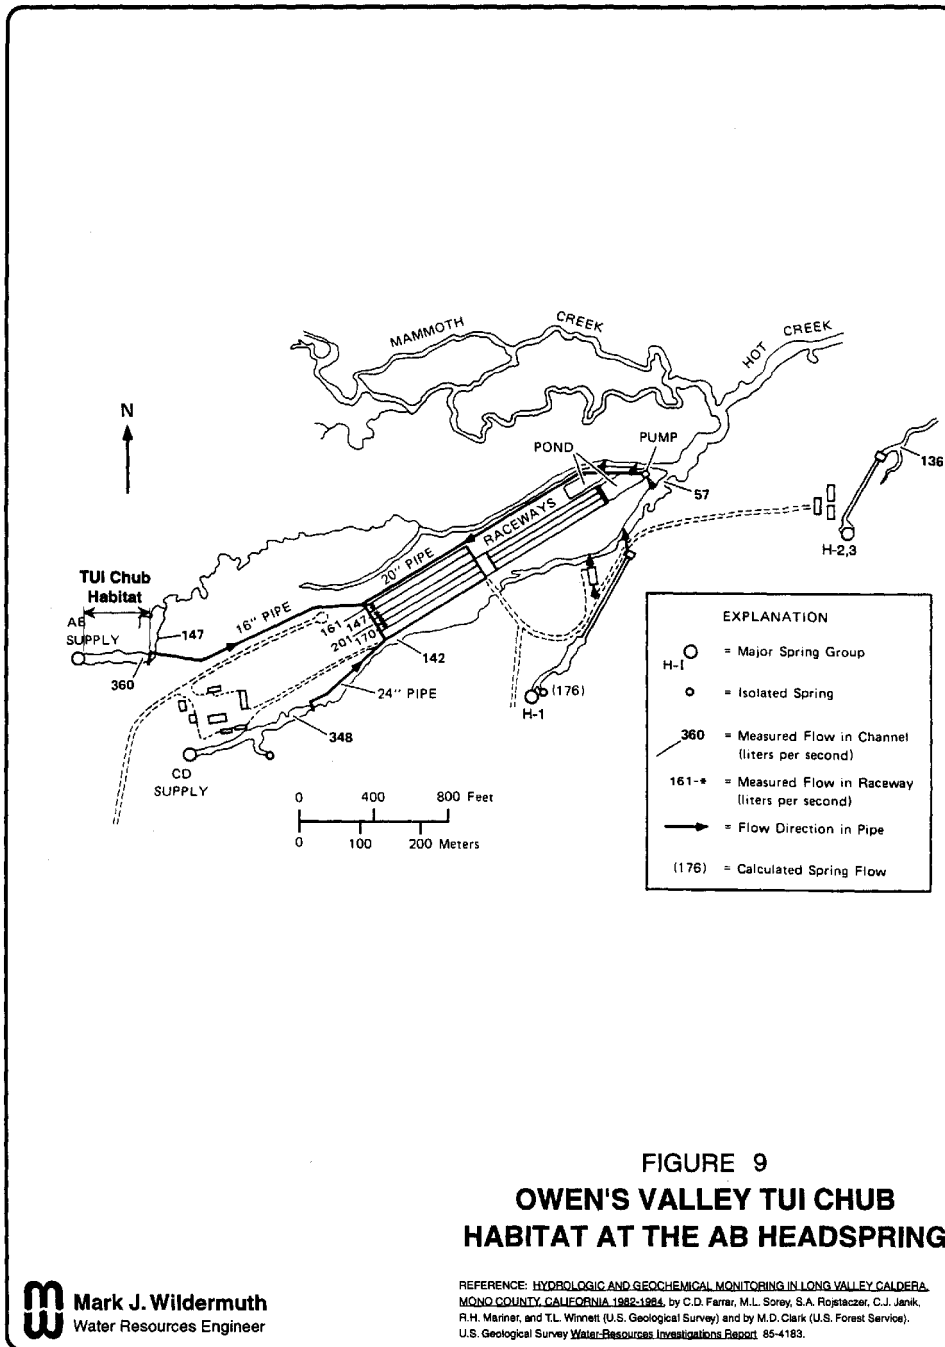 MAMMOTH
CREEK
HOT
CREEK
N
POND
PUMP
136
57
H-2,3
RACEWAYS
20" PIPE
TUI Chub
Habitat
AB
SUPPLY
147
16" PIPE
161
147
201
170
142
360
24" PIPE
348
(176)
H-1
CD
SUPPLY
0 400 800 Feet
0 100 200 Meters
EXPLANATION
H-1 = Major Spring Group
= Isolated Spring
360 = Measured Flow in Channel
(liters per second)
161-* = Measured Flow in Raceway
(liters per second)
= Flow Direction in Pipe
(176) = Calculated Spring Flow
FIGURE 9
OWEN'S VALLEY TUI CHUB
HABITAT AT THE AB HEADSPRING
Mark J. Wildermuth
Water Resources Engineer
REFERENCE: HYDROLOGIC AND GEOCHEMICAL MONITORING IN LONG VALLEY CALDERA,
MONO COUNTY, CALIFORNIA 1982-1984, by C.D. Farrar, M.L. Sorey, S.A. Rojstaczer, C.J. Janik,
R.H. Mariner, and T.L. Winnett (U.S. Geological Survey) and by M.D. Clark (U.S. Forest Service).
U.S. Geological Survey Water-Resources Investigations Report 85-4183.